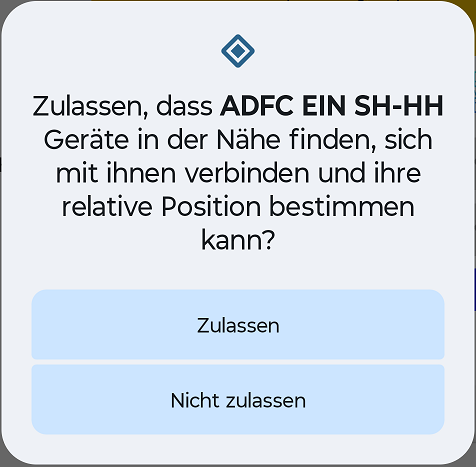 Zulassen, dass ADFC EIN SH-HH
Geräte in der Nähe finden, sich
mit ihnen verbinden und ihre
relative Position bestimmen
kann?
Zulassen
Nicht zulassen